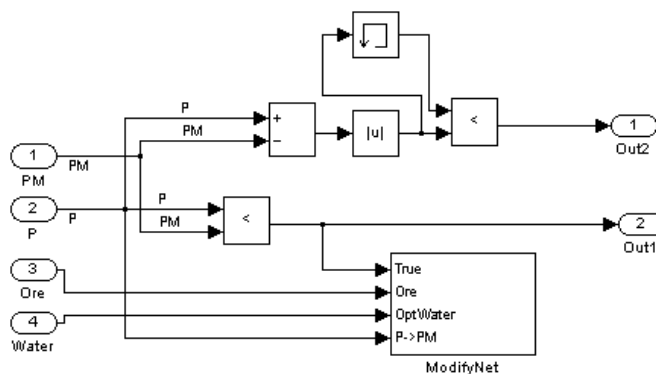 P
PM
+
−
|u|
<
1
Out2
1
PM
PM
2
P
P
P
PM
<
2
Out1
3
Ore
4
Water
True
Ore
OptWater
P->PM
ModifyNet